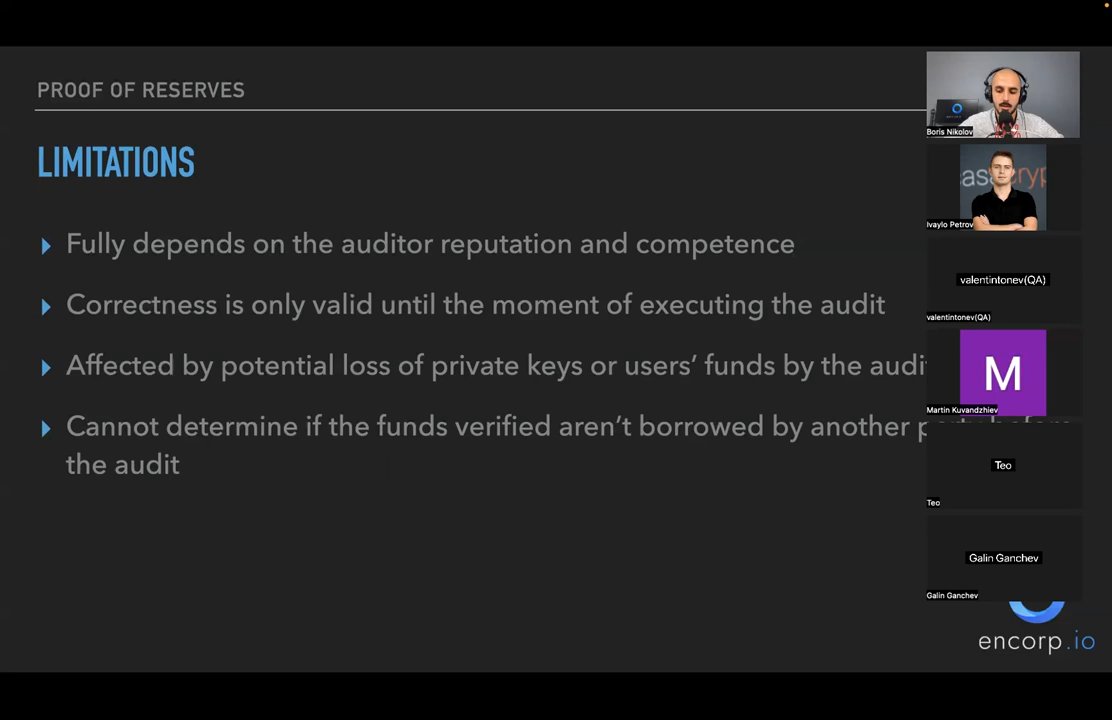 PROOF OF RESERVES
LIMITATIONS
Fully depends on the auditor reputation and competence
Correctness is only valid until the moment of executing the audit
Affected by potential loss of private keys or users’ funds by the
Cannot determine if the funds verified aren’t borrowed by another
the audit
Boris Nikolov
Ivaylo Petrov
valentintonev(QA)
valentintonev(QA)
M
Martin Kuvandzhiev
Teo
Teo
Galin Ganchev
Galin Ganchev
encorp.io